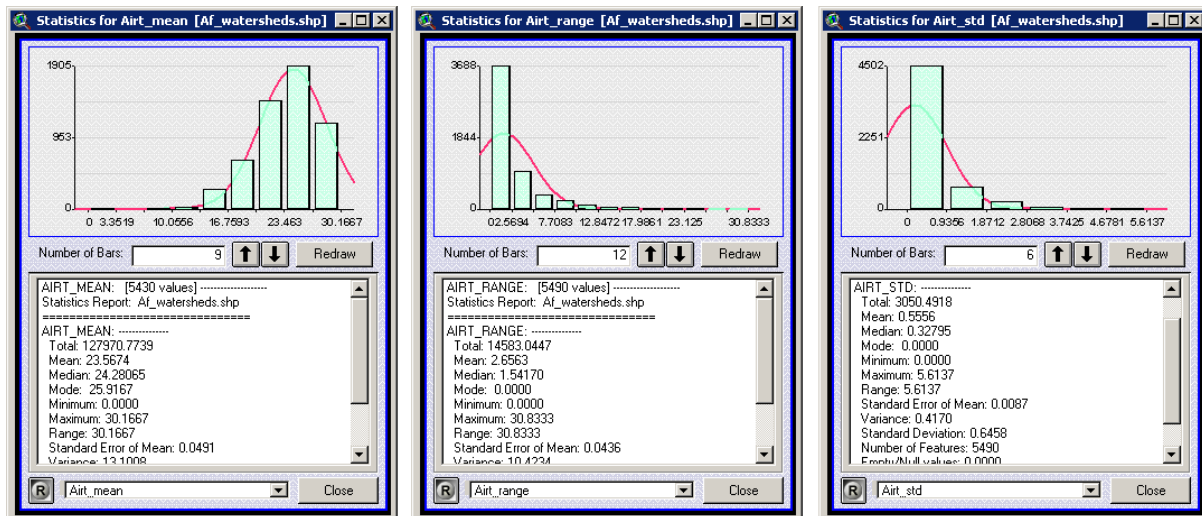 Statistics for Airt_mean [Af_watersheds.shp]
1905
953
0
0 3.3519 10.0556 16.7593 23.463 30.1667
Number of Bars: 9 Redraw
AIRT_MEAN: [5430 values] -------------------
Statistics Report: Af_watersheds.shp
===============================
AIRT_MEAN: ---------------
Total: 127970.7739
Mean: 23.5674
Median: 24.28065
Mode: 25.9167
Minimum: 0.0000
Maximum: 30.1667
Range: 30.1667
Standard Error of Mean: 0.0491
Variance: 13.1008
R Airt_mean Close
Statistics for Airt_range [Af_watersheds.shp]
3688
1844
0
02.5694 7.7083 12.8472 17.9861 23.125 30.8333
Number of Bars: 12 Redraw
AIRT_RANGE: [5490 values] -------------------
Statistics Report: Af_watersheds.shp
===============================
AIRT_RANGE: ---------------
Total: 14583.0447
Mean: 2.6563
Median: 1.54170
Mode: 0.0000
Minimum: 0.0000
Maximum: 30.8333
Range: 30.8333
Standard Error of Mean: 0.0436
Variance: 10.4234
R Airt_range Close
Statistics for Airt_std [Af_watersheds.shp]
4502
2251
0
0 0.9356 1.8712 2.8068 3.7425 4.6781 5.6137
Number of Bars: 6 Redraw
AIRT_STD: ---------------
Total: 3050.4918
Mean: 0.5556
Median: 0.32795
Mode: 0.0000
Minimum: 0.0000
Maximum: 5.6137
Range: 5.6137
Standard Error of Mean: 0.0087
Variance: 0.4170
Standard Deviation: 0.6458
Number of Features: 5490
Empty/Null values: 0.0000
R Airt_std Close